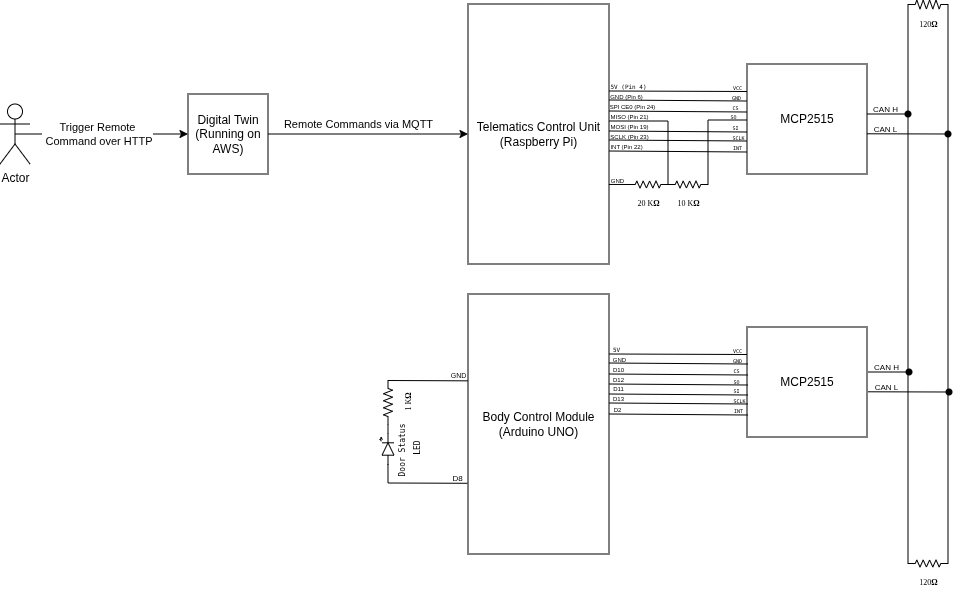 120Ω
Trigger Remote
Command over HTTP
Actor
Digital Twin
(Running on
AWS)
Remote Commands via MQTT
Telematics Control Unit
(Raspberry Pi)
5V (Pin 4)
GND (Pin 6)
SPI CE0 (Pin 24)
MISO (Pin 21)
MOSI (Pin 19)
SCLK (Pin 23)
INT (Pin 22)
GND
20 KΩ
10 KΩ
VCC
GND
CS
SO
SI
SCLK
INT
MCP2515
CAN H
CAN L
Body Control Module
(Arduino UNO)
GND
1 KΩ
Door Status
LED
D8
5V
GND
D10
D12
D11
D13
D2
VCC
GND
CS
SO
SI
SCLK
INT
MCP2515
CAN H
CAN L
120Ω